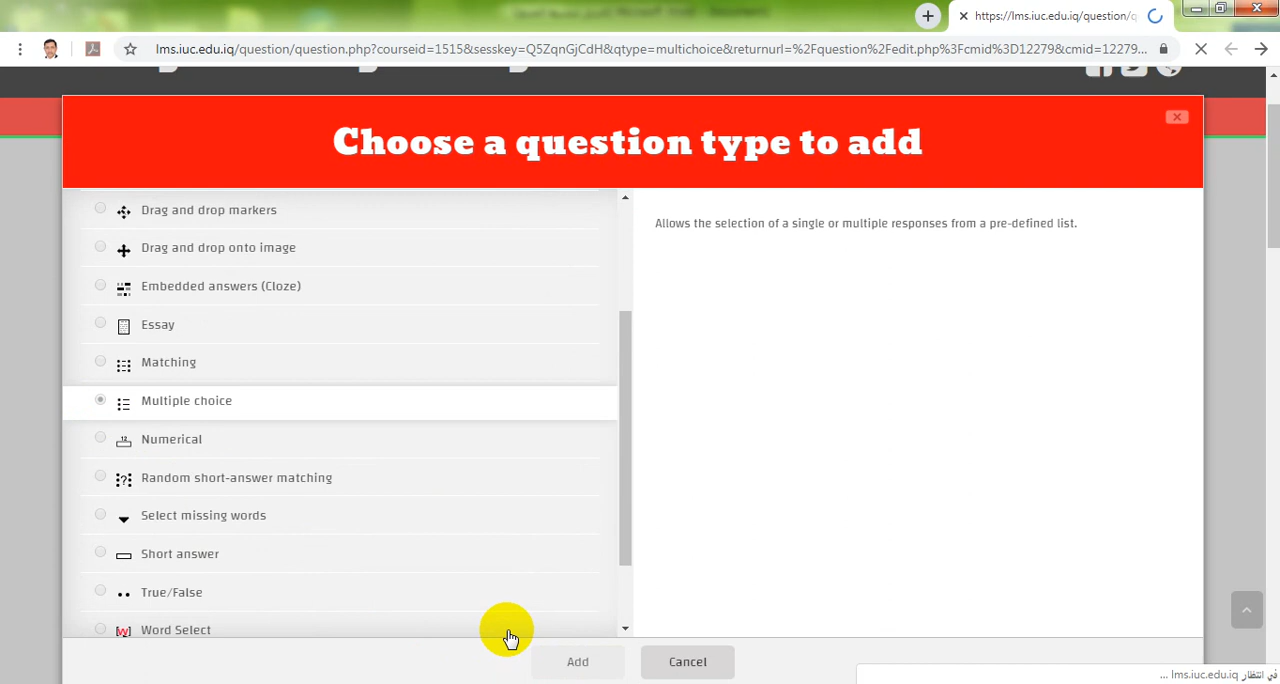 https://lms.iuc.edu.iq/question/q
lms.iuc.edu.iq/question/question.php?courseid=1515&sesskey=Q5ZqnGjCdH&qtype=multichoice&returnurl=%2Fquestion%2Fedit.php%3Fcmid%3D12279&cmid=12279...
Choose a question type to add
Drag and drop markers
Drag and drop onto image
Embedded answers (Cloze)
Essay
Matching
Multiple choice
Numerical
Random short-answer matching
Select missing words
Short answer
True/False
Word Select
Allows the selection of a single or multiple responses from a pre-defined list.
Add
Cancel
في انتظار lms.iuc.edu.iq ...